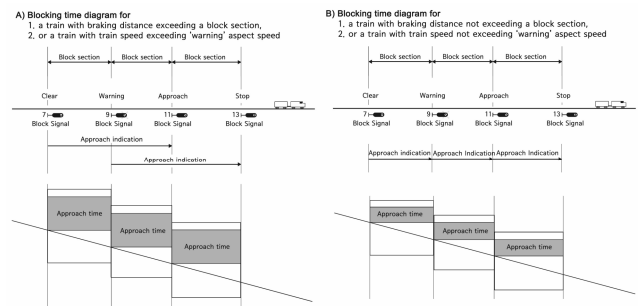 A) Blocking time diagram for
1, a train with braking distance exceeding a block section,
2, or a train with train speed exceeding 'warning' aspect speed
Block section Block section Block section
Clear Warning Approach Stop
7 9 11 13
Block Signal Block Signal Block Signal Block Signal
Approach indication
Approach indication
Approach time
Approach time
Approach time
B) Blocking time diagram for
1, a train with braking distance not exceeding a block section,
2, or a train with train speed not exceeding 'warning' aspect speed
Block section Block section Block section
Clear Warning Approach Stop
7 9 11 13
Block Signal Block Signal Block Signal Block Signal
Approach indication Approach Indication Approach Indication
Approach time
Approach time
Approach time